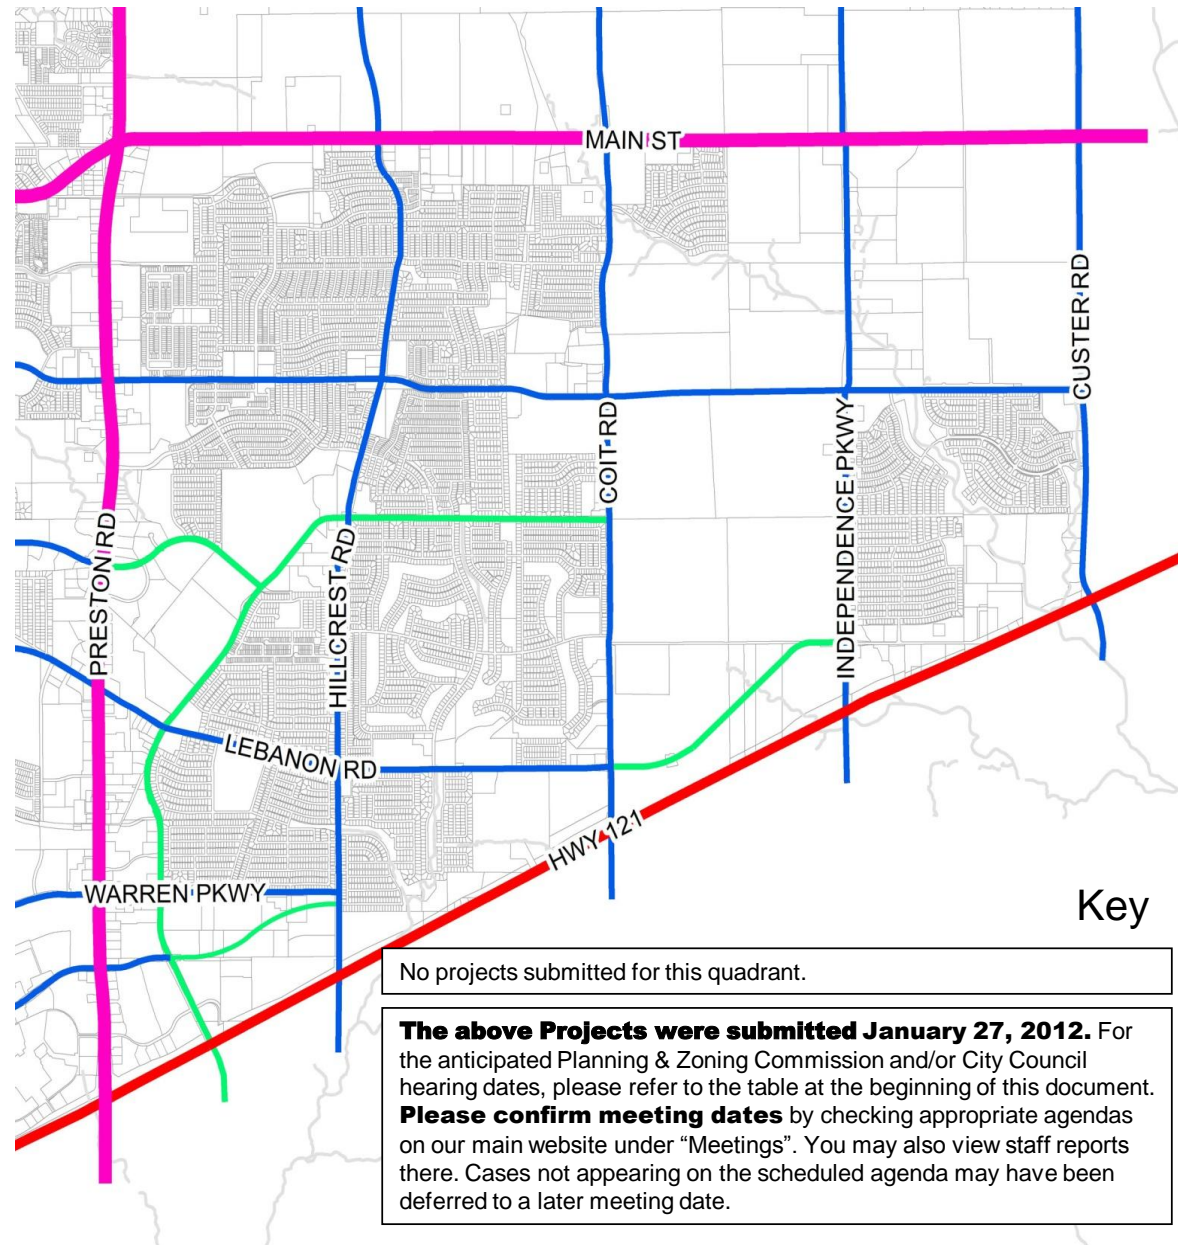 MAIN ST
CUSTER RD
COIT RD
INDEPENDENCE PKWY
PRESTON RD
HILLCREST RD
LEBANON RD
HWY 121
WARREN PKWY
Key
No projects submitted for this quadrant.
The above Projects were submitted January 27, 2012. For
the anticipated Planning & Zoning Commission and/or City Council
hearing dates, please refer to the table at the beginning of this document.
Please confirm meeting dates by checking appropriate agendas
on our main website under “Meetings”. You may also view staff reports
there. Cases not appearing on the scheduled agenda may have been
deferred to a later meeting date.